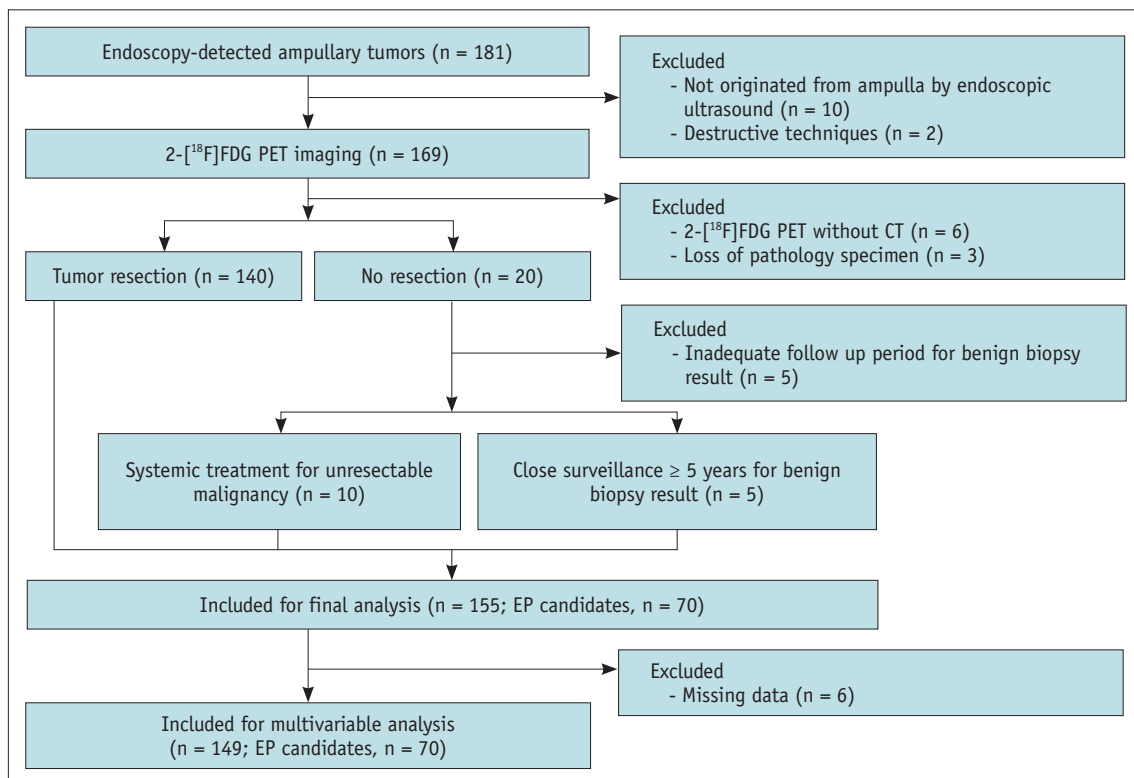 Endoscopy-detected ampullary tumors (n = 181)
Excluded
- Not originated from ampulla by endoscopic
ultrasound (n = 10)
- Destructive techniques (n = 2)
2-[¹⁸F]FDG PET imaging (n = 169)
Excluded
- 2-[¹⁸F]FDG PET without CT (n = 6)
- Loss of pathology specimen (n = 3)
Tumor resection (n = 140)
No resection (n = 20)
Excluded
- Inadequate follow up period for benign biopsy
result (n = 5)
Systemic treatment for unresectable
malignancy (n = 10)
Close surveillance ≥ 5 years for benign
biopsy result (n = 5)
Included for final analysis (n = 155; EP candidates, n = 70)
Excluded
- Missing data (n = 6)
Included for multivariable analysis
(n = 149; EP candidates, n = 70)